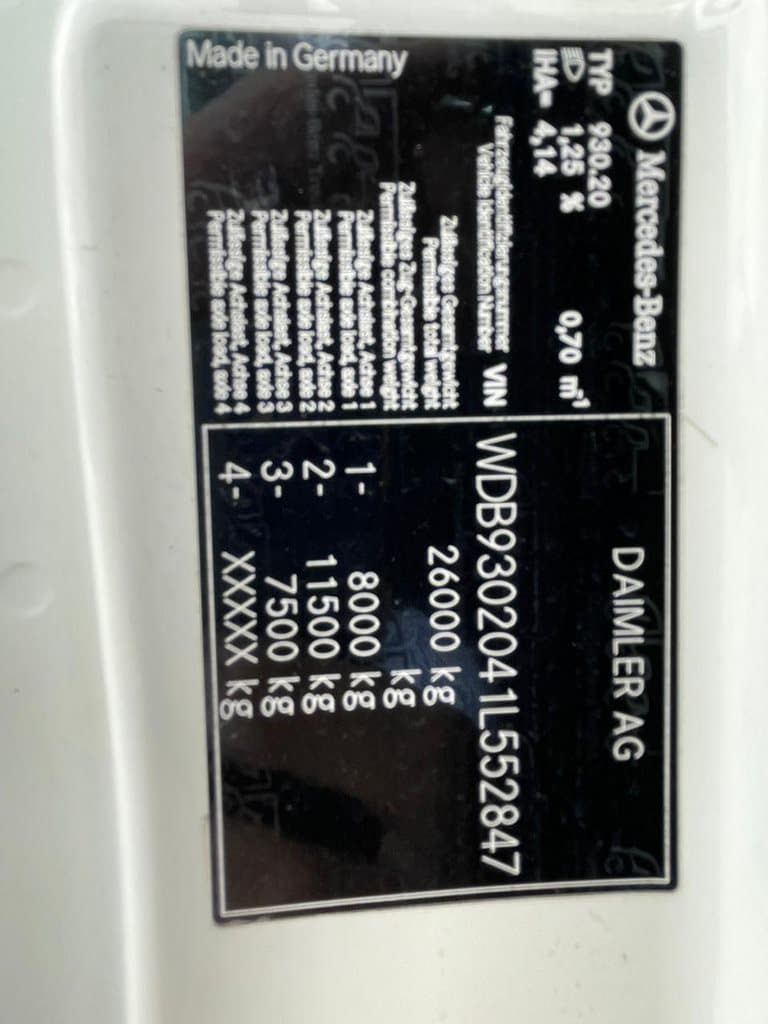 Mercedes-Benz
DAIMLER AG
TYP 930.20
1,25 % 0,70 m⁻¹
IHA= 4,14
Fahrzeugidentifizierungsnummer
Vehicle Identification Number VIN WDB9302041L552847
Zulässiges Gesamtgewicht
Permissible total weight 26000 kg
Zulässiges Zug-Gesamtgewicht
Permissible combination weight kg
Zulässige Achslast, Achse 1
Permissible axle load, axle 1 1- 8000 kg
Zulässige Achslast, Achse 2
Permissible axle load, axle 2 2- 11500 kg
Zulässige Achslast, Achse 3
Permissible axle load, axle 3 3- 7500 kg
Zulässige Achslast, Achse 4
Permissible axle load, axle 4 4- XXXXX kg
Made in Germany